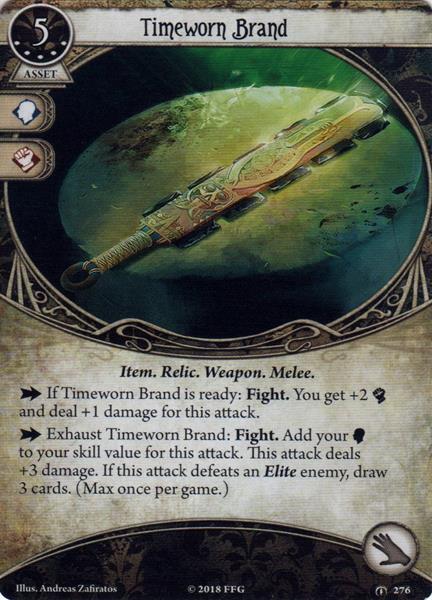 5
Timeworn Brand
ASSET
Item. Relic. Weapon. Melee.
If Timeworn Brand is ready: Fight. You get +2
and deal +1 damage for this attack.
Exhaust Timeworn Brand: Fight. Add your
to your skill value for this attack. This attack deals
+3 damage. If this attack defeats an Elite enemy, draw
3 cards. (Max once per game.)
Illus. Andreas Zafiratos
© 2018 FFG
276